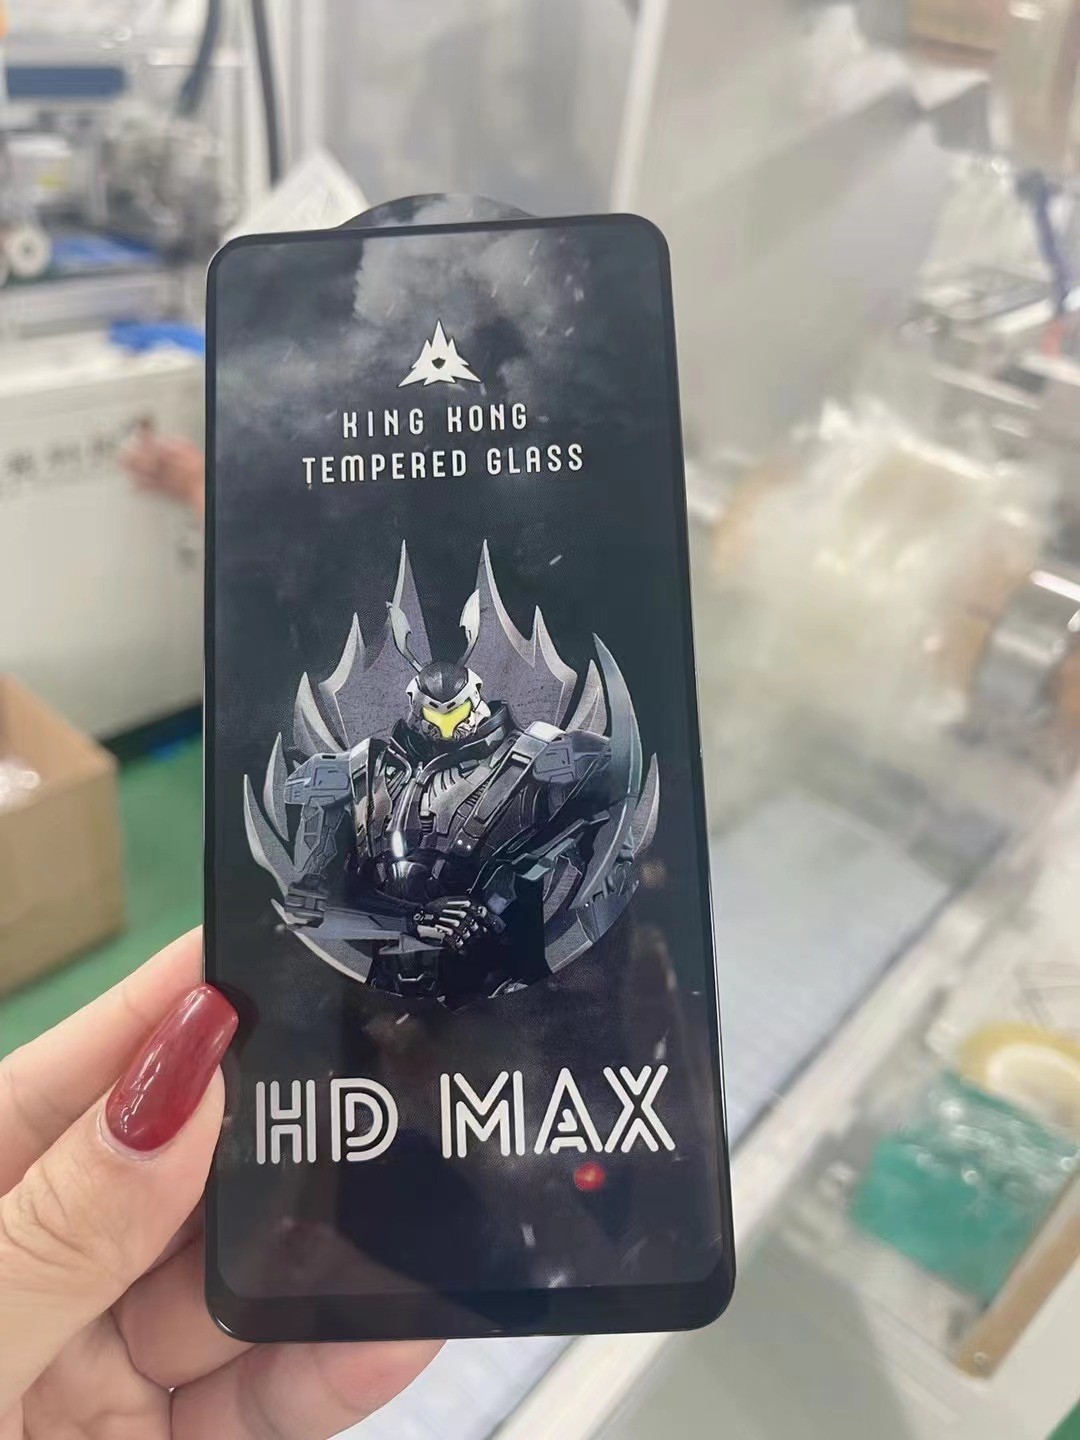 KING KONG
TEMPERED GLASS
HD MAX